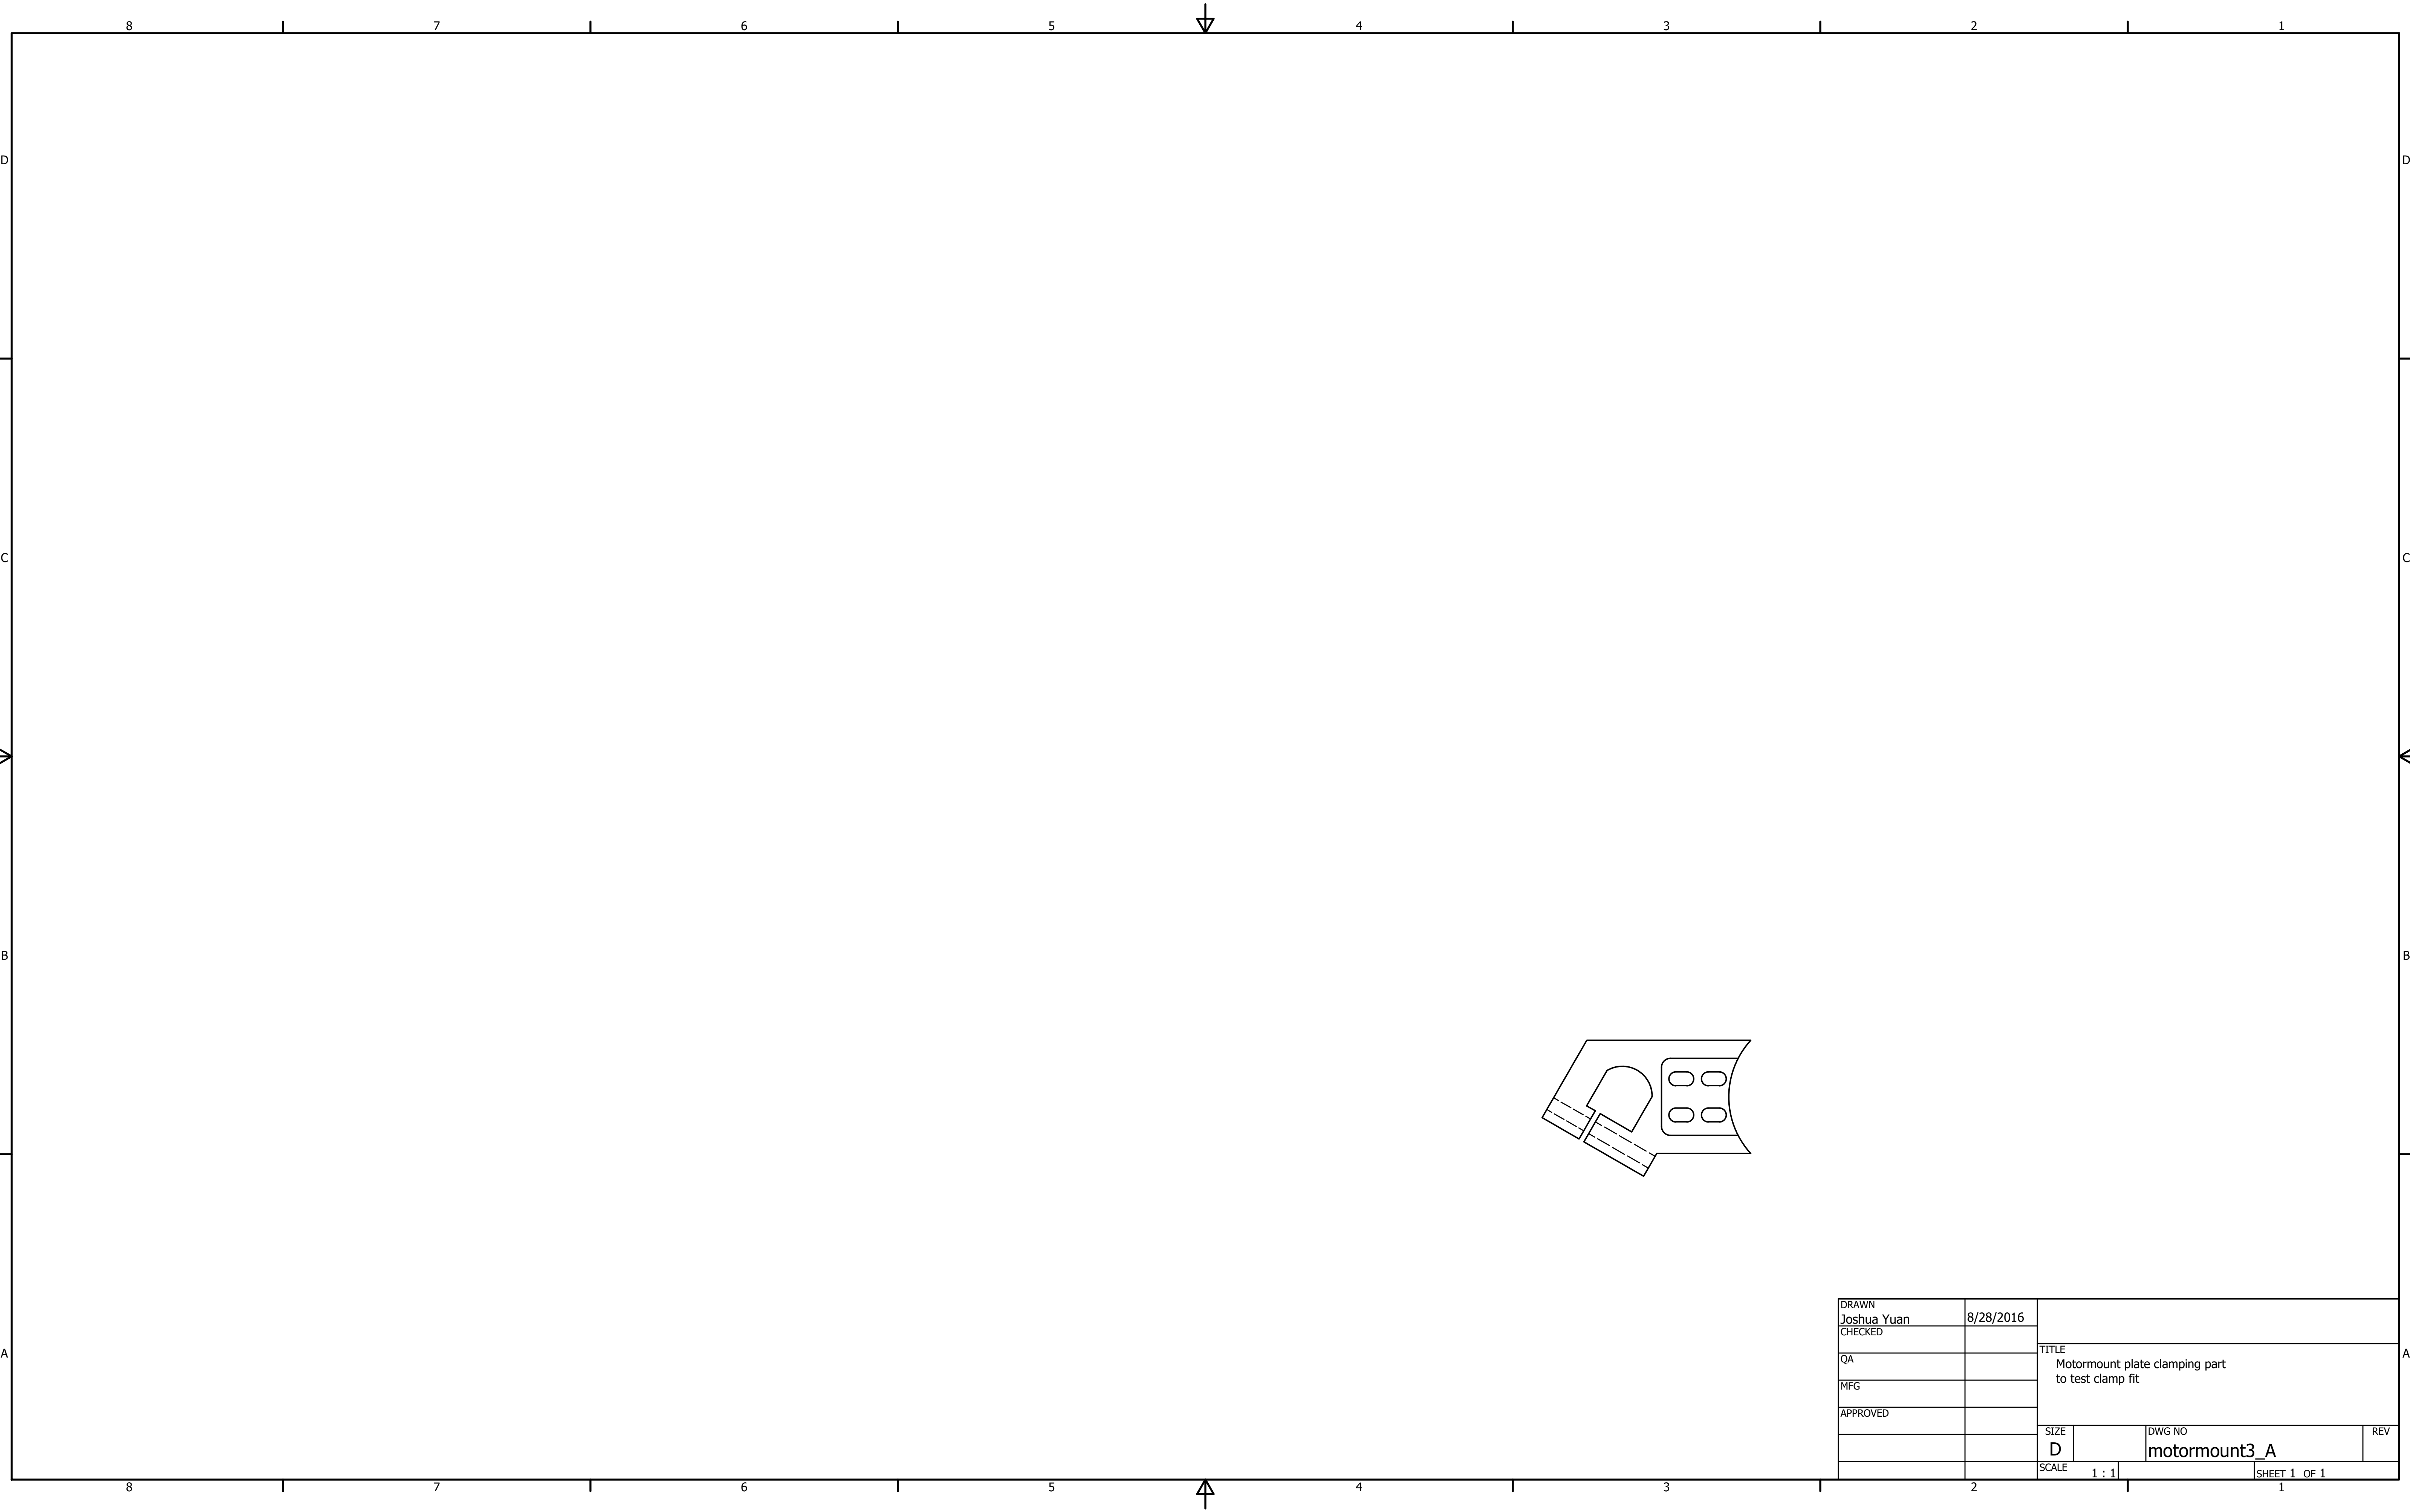 8 7 6 5 4 3 2 1
D D
C C
B B
A A
DRAWN
Joshua Yuan 8/28/2016
CHECKED
QA
MFG
APPROVED
TITLE
Motormount plate clamping part
to test clamp fit
SIZE
D
DWG NO
motormount3_A
REV
SCALE
1 : 1
SHEET 1 OF 1
8 7 6 5 4 3 2 1